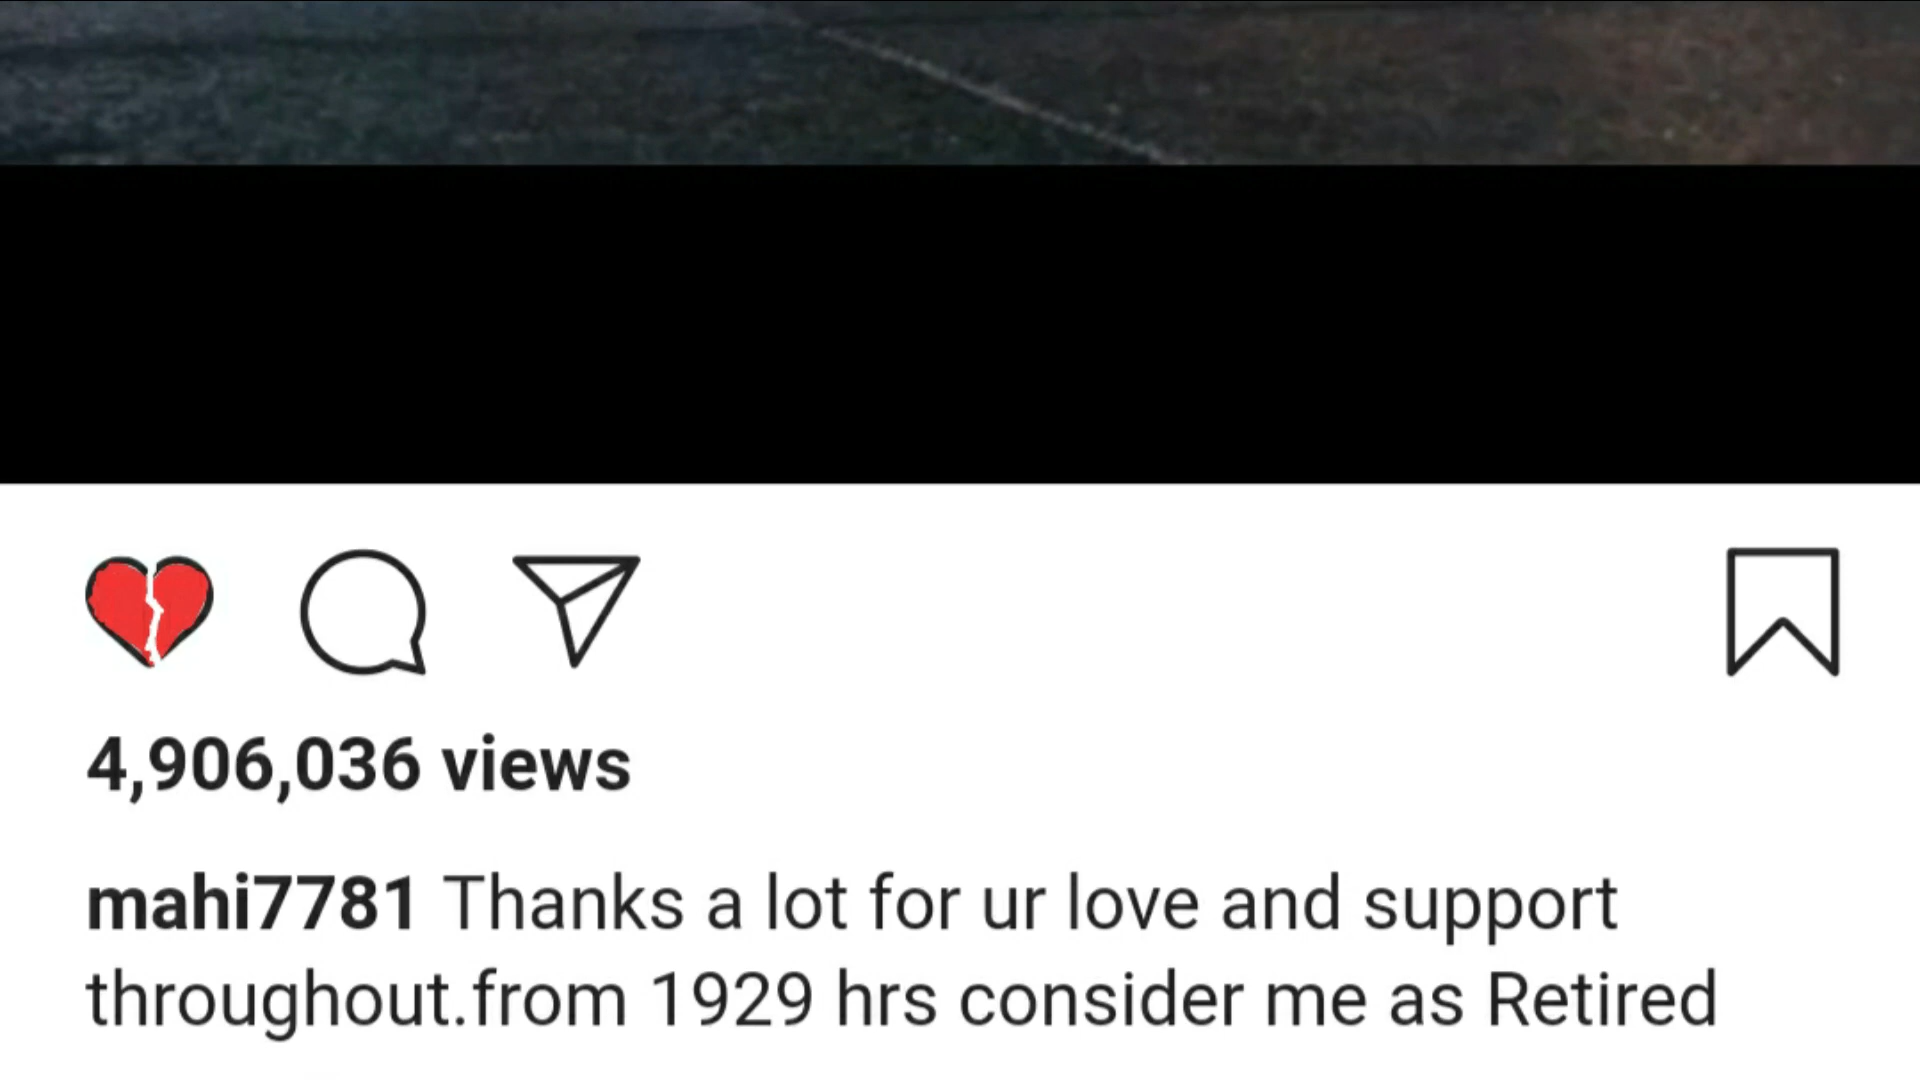 4,906,036 views
mahi7781 Thanks a lot for ur love and support
throughout.from 1929 hrs consider me as Retired